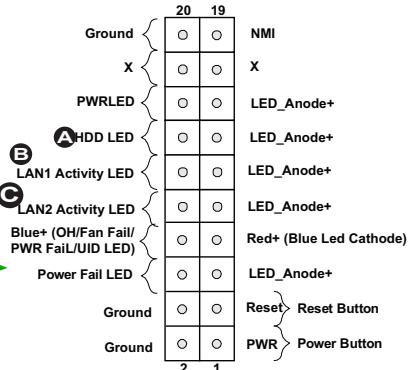 20 19
Ground NMI
X X
PWRLED LED_Anode+
A HDD LED LED_Anode+
B
LAN1 Activity LED LED_Anode+
C
LAN2 Activity LED LED_Anode+
Blue+ (OH/Fan Fail/
PWR FaiL/UID LED) Red+ (Blue Led Cathode)
Power Fail LED LED_Anode+
Ground Reset Reset Button
Ground PWR Power Button
2 1